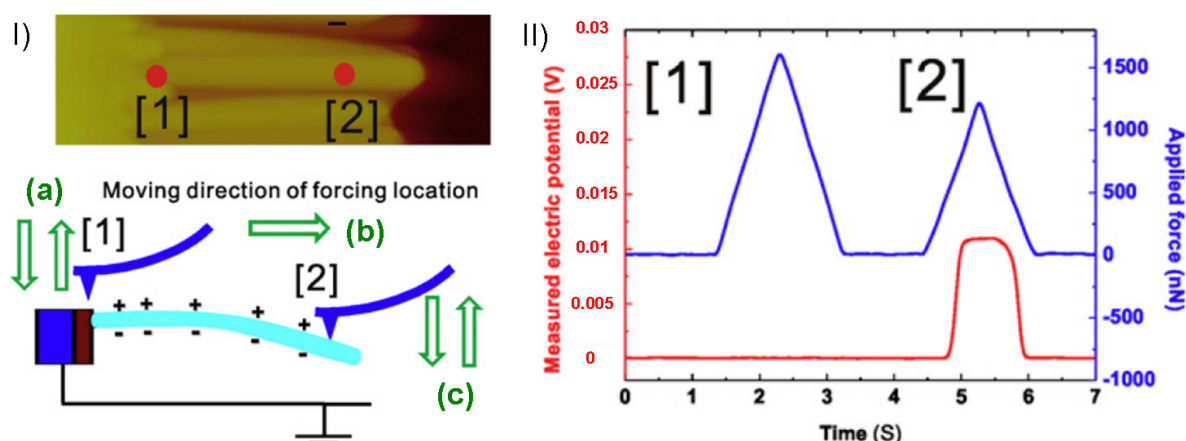 I)
[1]
[2]
(a)
Moving direction of forcing location
(b)
[1]
[2]
(c)
II)
Measured electric potential (V)
0.03
0.025
0.02
0.015
0.01
0.005
0
[1]
[2]
1500
1000
500
0
-500
-1000
Applied force (nN)
0 1 2 3 4 5 6 7
Time (S)